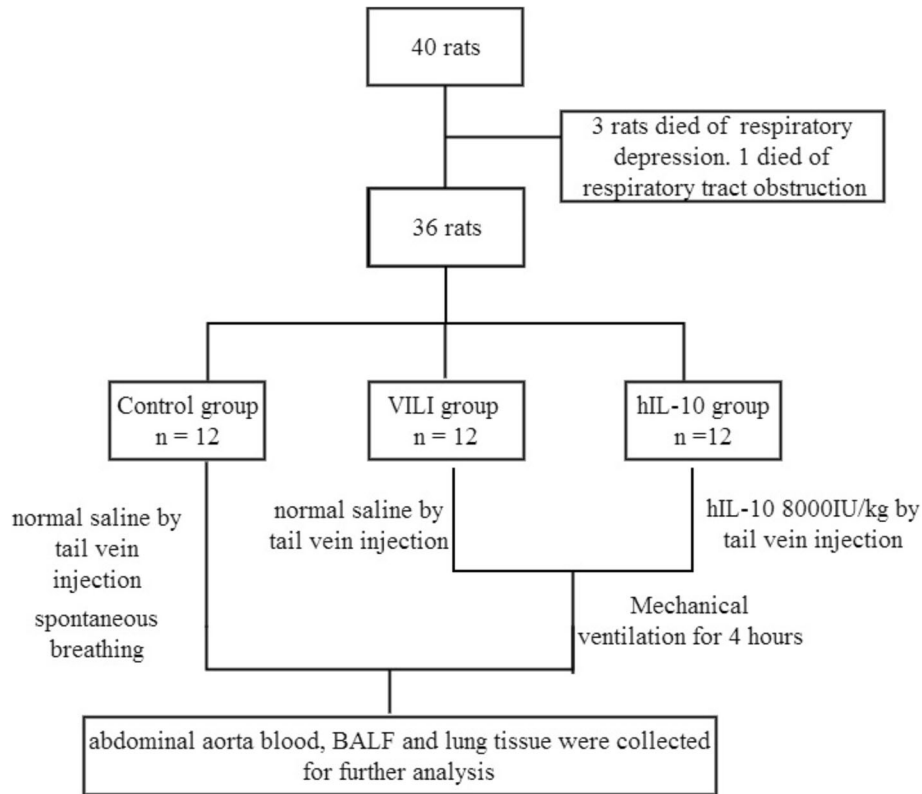 40 rats
3 rats died of respiratory
depression. 1 died of
respiratory tract obstruction
36 rats
Control group
n = 12
VILI group
n = 12
hIL-10 group
n =12
normal saline by
tail vein
injection
spontaneous
breathing
normal saline by
tail vein injection
hIL-10 8000IU/kg by
tail vein injection
Mechanical
ventilation for 4 hours
abdominal aorta blood, BALF and lung tissue were collected
for further analysis